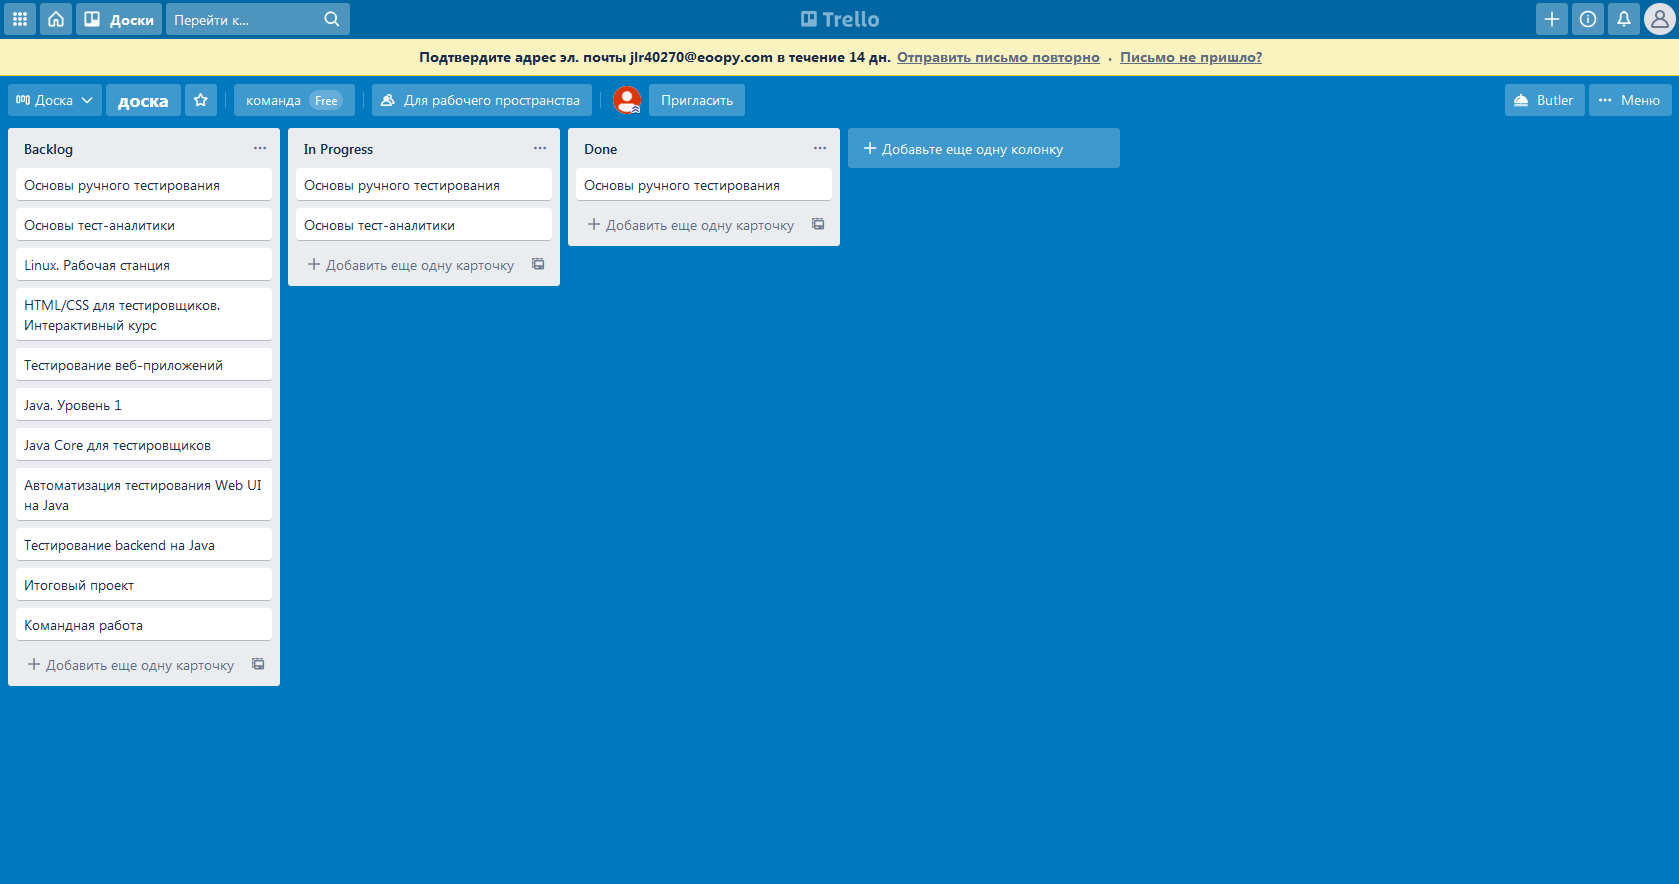 Доски
Перейти к...
Trello
Подтвердите адрес эл. почты jlr40270@eoopy.com в течение 14 дн. Отправить письмо повторно · Письмо не пришло?
Доска
доска
команда Free
Для рабочего пространства
Пригласить
Butler
··· Меню
Backlog
Основы ручного тестирования
Основы тест-аналитики
Linux. Рабочая станция
HTML/CSS для тестировщиков.
Интерактивный курс
Тестирование веб-приложений
Java. Уровень 1
Java Core для тестировщиков
Автоматизация тестирования Web UI
на Java
Тестирование backend на Java
Итоговый проект
Командная работа
+ Добавить еще одну карточку
In Progress
Основы ручного тестирования
Основы тест-аналитики
+ Добавить еще одну карточку
Done
Основы ручного тестирования
+ Добавить еще одну карточку
+ Добавьте еще одну колонку